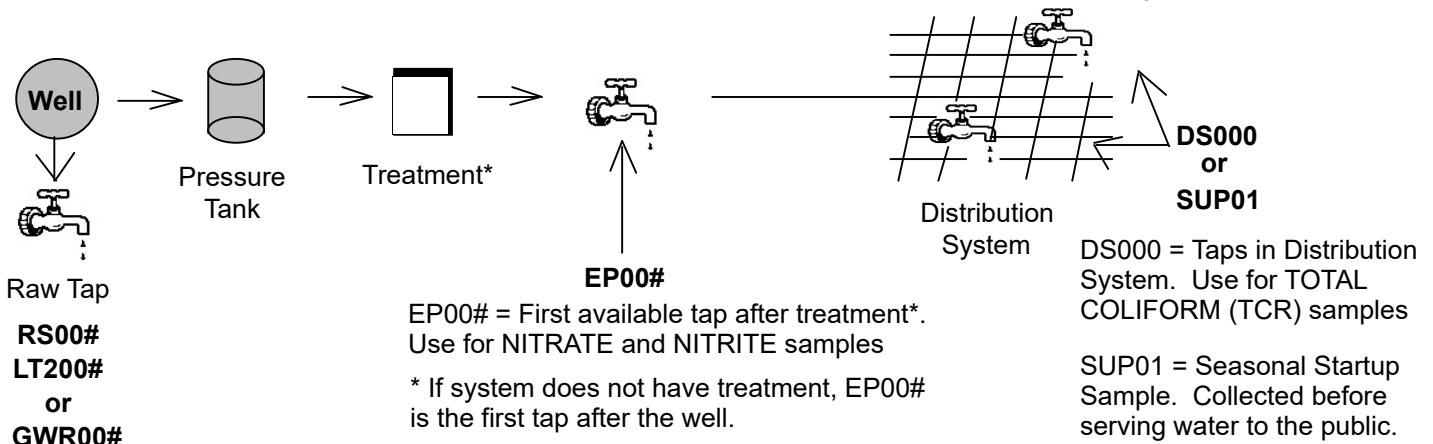 Well
Pressure
Tank
Treatment*
Raw Tap
RS00#
LT200#
or
GWR00#
EP00#
EP00# = First available tap after treatment*.
Use for NITRATE and NITRITE samples
* If system does not have treatment, EP00#
is the first tap after the well.
Distribution
System
DS000
or
SUP01
DS000 = Taps in Distribution
System. Use for TOTAL
COLIFORM (TCR) samples
SUP01 = Seasonal Startup
Sample. Collected before
serving water to the public.